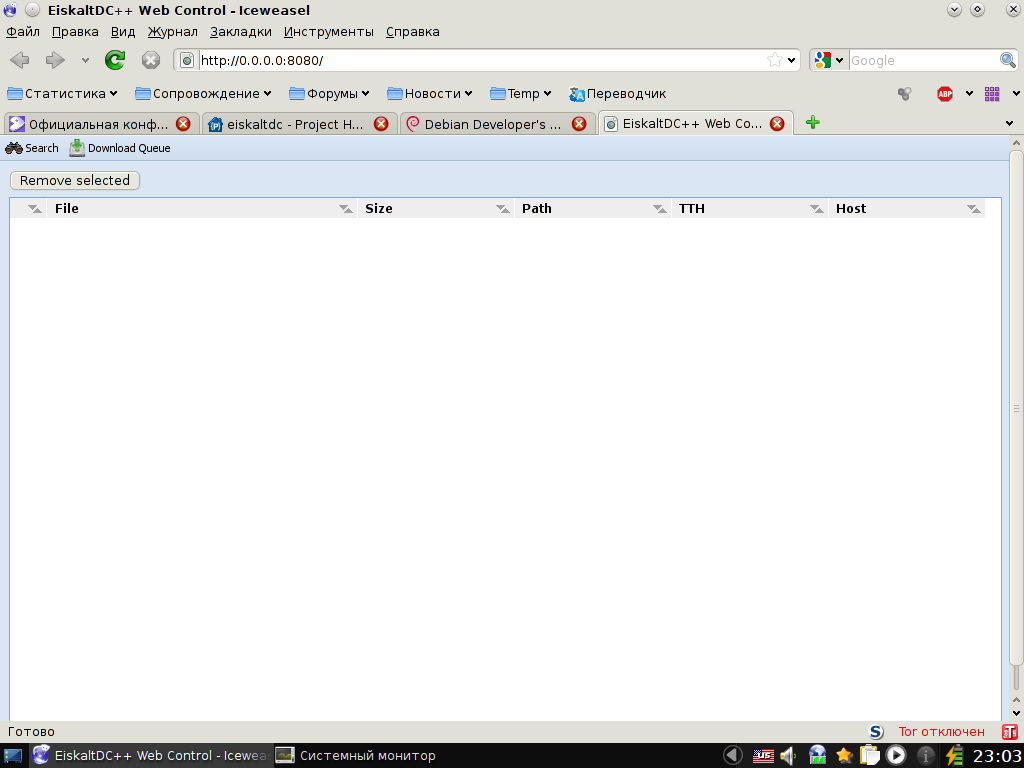 EiskaltDC++ Web Control - Iceweasel
Файл Правка Вид Журнал Закладки Инструменты Справка
http://0.0.0.0:8080/ Google
Статистика Сопровождение Форумы Новости Temp Переводчик ABP
Официальная конф... eiskaltdc - Project H... Debian Developer's ... EiskaltDC++ Web Co...
Search Download Queue
Remove selected
File Size Path TTH Host
Готово Tor отключен
EiskaltDC++ Web Control - Icewea Системный монитор us 23:03